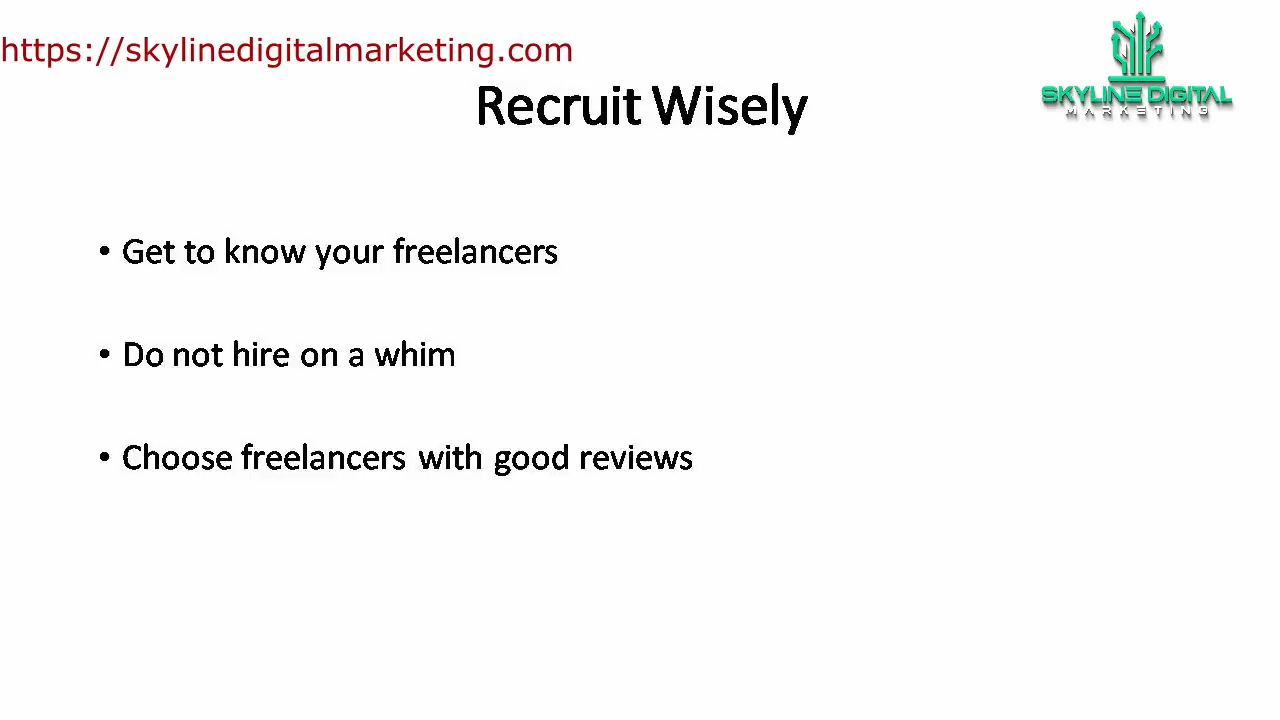 https://skylinedigitalmarketing.com
SKYLINE DIGITAL
MARKETING
Recruit Wisely
• Get to know your freelancers
• Do not hire on a whim
• Choose freelancers with good reviews